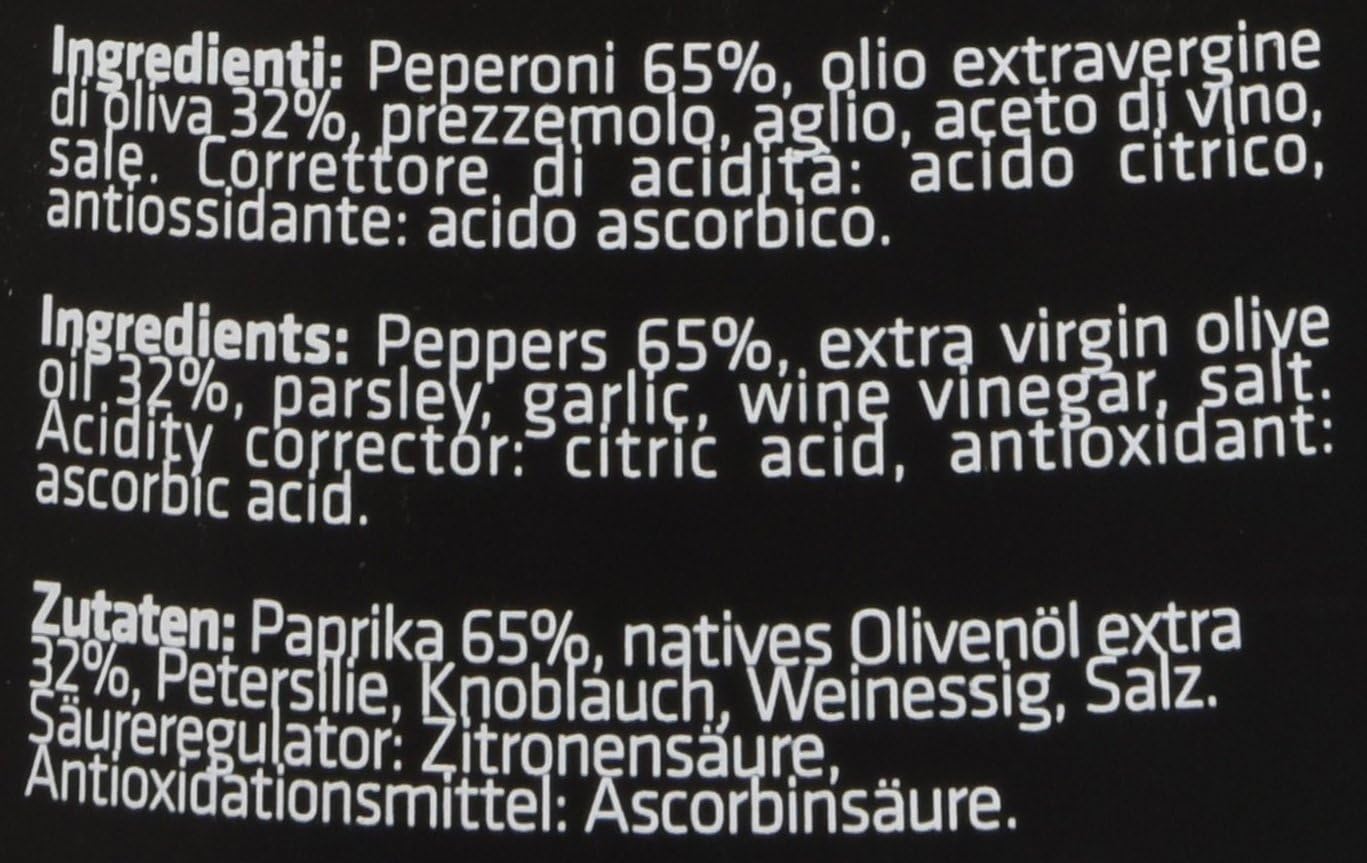 Ingredienti: Peperoni 65%, olio extravergine
di oliva 32%, prezzemolo, aglio, aceto di vino,
sale. Correttore di acidità: acido citrico,
antiossidante: acido ascorbico.
Ingredients: Peppers 65%, extra virgin olive
oil 32%, parsley, garlic, wine vinegar, salt.
Acidity corrector: citric acid, antioxidant:
ascorbic acid.
Zutaten: Paprika 65%, natives Olivenöl extra
32%, Petersilie, Knoblauch, Weinessig, Salz.
Säureregulator: Zitronensäure,
Antioxidationsmittel: Ascorbinsäure.